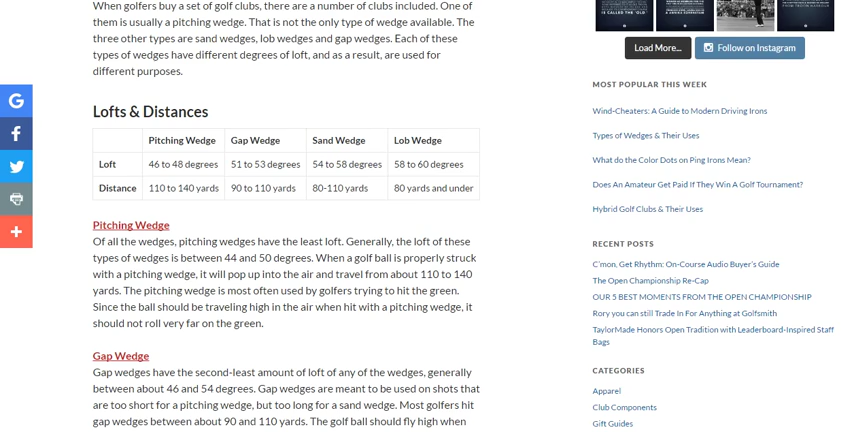 When golfers buy a set of golf clubs, there are a number of clubs included. One of
them is usually a pitching wedge. That is not the only type of wedge available. The
three other types are sand wedges, lob wedges and gap wedges. Each of these
types of wedges have different degrees of loft, and as a result, are used for
different purposes.
Lofts & Distances
Pitching Wedge Gap Wedge Sand Wedge Lob Wedge
Loft 46 to 48 degrees 51 to 53 degrees 54 to 58 degrees 58 to 60 degrees
Distance 110 to 140 yards 90 to 110 yards 80-110 yards 80 yards and under
Pitching Wedge
Of all the wedges, pitching wedges have the least loft. Generally, the loft of these
types of wedges is between 44 and 50 degrees. When a golf ball is properly struck
with a pitching wedge, it will pop up into the air and travel from about 110 to 140
yards. The pitching wedge is most often used by golfers trying to hit the green.
Since the ball should be traveling high in the air when hit with a pitching wedge, it
should not roll very far on the green.
Gap Wedge
Gap wedges have the second-least amount of loft of any of the wedges, generally
between about 46 and 54 degrees. Gap wedges are meant to be used on shots that
are too short for a pitching wedge, but too long for a sand wedge. Most golfers hit
gap wedges between about 90 and 110 yards. The golf ball should fly high when
IS CALLED THE 'OLD'
Load More...
Follow on Instagram
MOST POPULAR THIS WEEK
Wind-Cheaters: A Guide to Modern Driving Irons
Types of Wedges & Their Uses
What do the Color Dots on Ping Irons Mean?
Does An Amateur Get Paid If They Win A Golf Tournament?
Hybrid Golf Clubs & Their Uses
RECENT POSTS
C'mon, Get Rhythm: On-Course Audio Buyer's Guide
The Open Championship Re-Cap
OUR 5 BEST MOMENTS FROM THE OPEN CHAMPIONSHIP
Rory you can still Trade In For Anything at Golfsmith
TaylorMade Honors Open Tradition with Leaderboard-Inspired Staff
Bags
CATEGORIES
Apparel
Club Components
Gift Guides